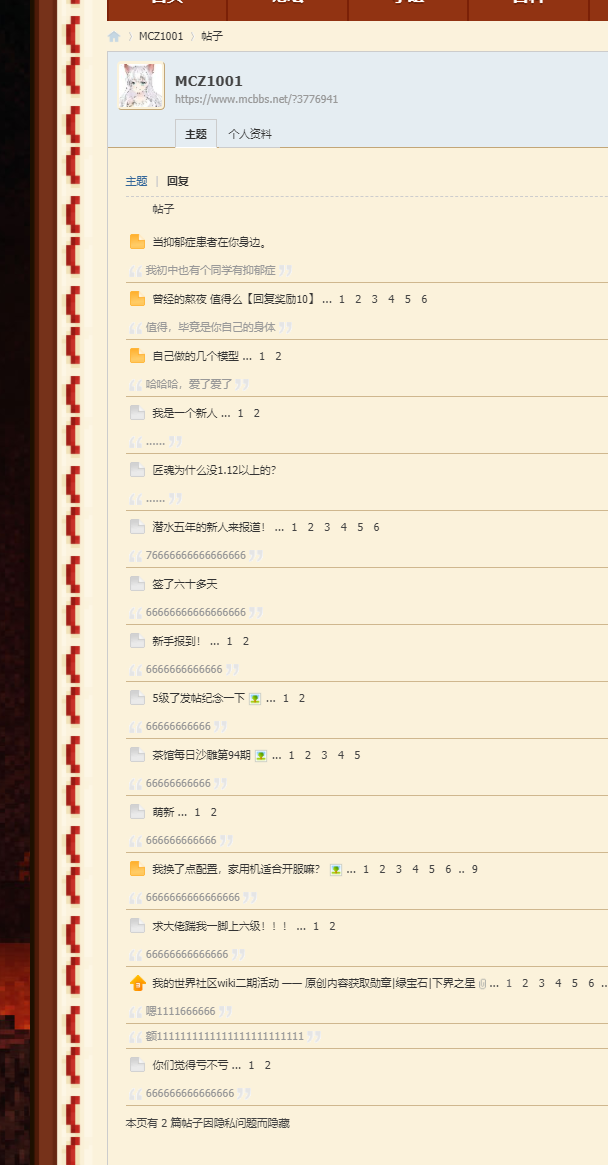 MCZ1001 › 帖子
MCZ1001
https://www.mcbbs.net/?3776941
主题 个人资料
主题 | 回复
帖子
当抑郁症患者在你身边。
我初中也有个同学有抑郁症
曾经的熬夜 值得么【回复奖励10】 ... 1 2 3 4 5 6
值得，毕竟是你自己的身体
自己做的几个模型 ... 1 2
哈哈哈，爱了爱了
我是一个新人 ... 1 2
......
匠魂为什么没1.12以上的？
......
潜水五年的新人来报道！ ... 1 2 3 4 5 6
76666666666666666
签了六十多天
66666666666666666
新手报到！ ... 1 2
6666666666666
5级了发帖纪念一下 ... 1 2
66666666666
茶馆每日沙雕第94期 ... 1 2 3 4 5
66666666666
萌新 ... 1 2
666666666666
我换了点配置，家用机适合开服嘛？ ... 1 2 3 4 5 6 .. 9
6666666666666666
求大佬踹我一脚上六级！！！ ... 1 2
66666666666666
我的世界社区wiki二期活动 —— 原创内容获取勋章|绿宝石|下界之星 ... 1 2 3 4 5 6 ..
嗯1111666666
额1111111111111111111111111
你们觉得亏不亏 ... 1 2
666666666666666
本页有 2 篇帖子因隐私问题而隐藏